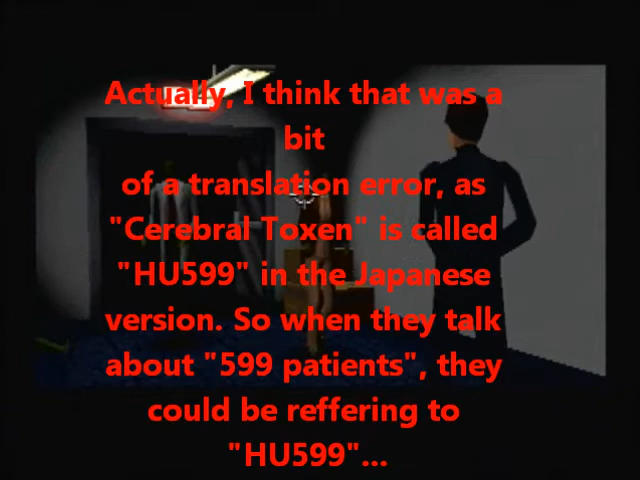 Actually, I think that was a
bit
of a translation error, as
"Cerebral Toxen" is called
"HU599" in the Japanese
version. So when they talk
about "599 patients", they
could be reffering to
"HU599"...